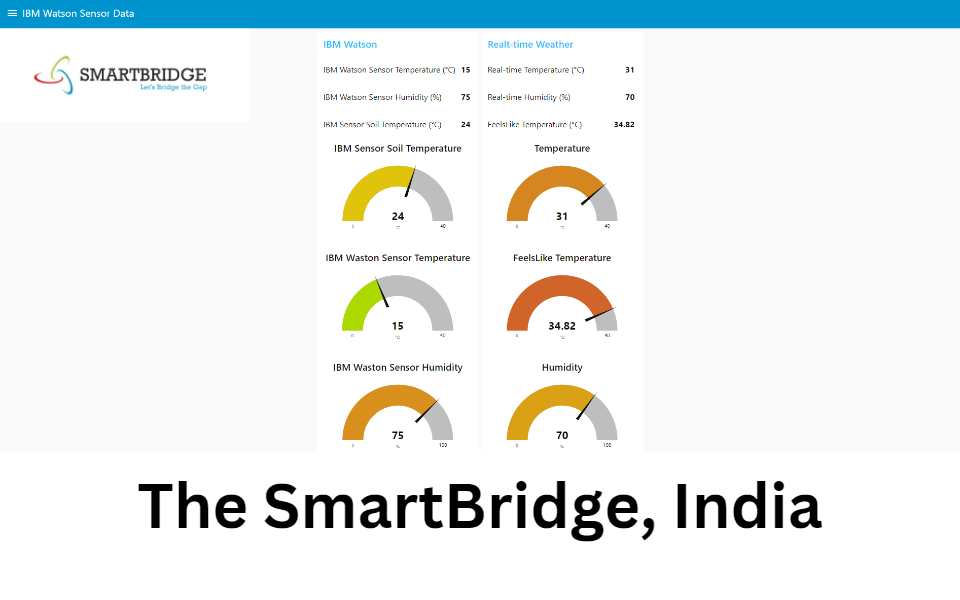 IBM Watson Sensor Data
SMARTBRIDGE
Let's Bridge the Gap
IBM Watson
IBM Watson Sensor Temperature (°C) 15
IBM Watson Sensor Humidity (%) 75
IBM Sensor Soil Temperature (°C) 24
IBM Sensor Soil Temperature
24
0 °C 40
IBM Waston Sensor Temperature
15
0 °C 40
IBM Waston Sensor Humidity
75
0 % 100
Realt-time Weather
Real-time Temperature (°C) 31
Real-time Humidity (%) 70
FeelsLike Temperature (°C) 34.82
Temperature
31
0 °C 40
FeelsLike Temperature
34.82
0 °C 40
Humidity
70
0 % 100
The SmartBridge, India